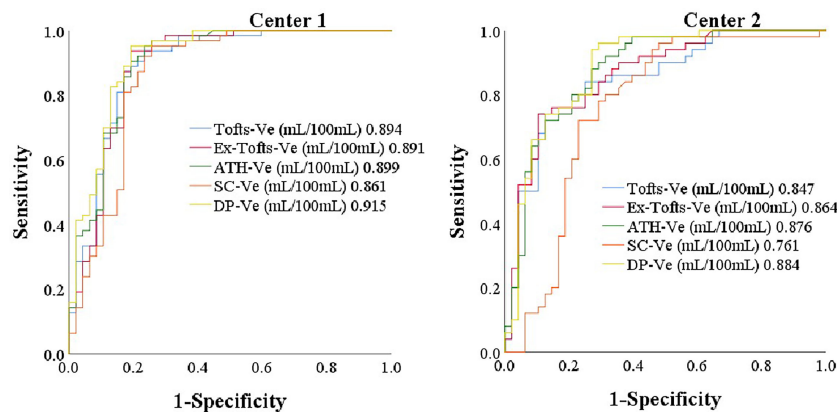 Center 1
Sensitivity
1.0
0.8
0.6
0.4
0.2
0.0
Tofts-Ve (mL/100mL) 0.894
Ex-Tofts-Ve (mL/100mL) 0.891
ATH-Ve (mL/100mL) 0.899
SC-Ve (mL/100mL) 0.861
DP-Ve (mL/100mL) 0.915
0.0 0.2 0.4 0.6 0.8 1.0
1-Specificity
Center 2
Sensitivity
1.0
0.8
0.6
0.4
0.2
0.0
Tofts-Ve (mL/100mL) 0.847
Ex-Tofts-Ve (mL/100mL) 0.864
ATH-Ve (mL/100mL) 0.876
SC-Ve (mL/100mL) 0.761
DP-Ve (mL/100mL) 0.884
0.0 0.2 0.4 0.6 0.8 1.0
1-Specificity